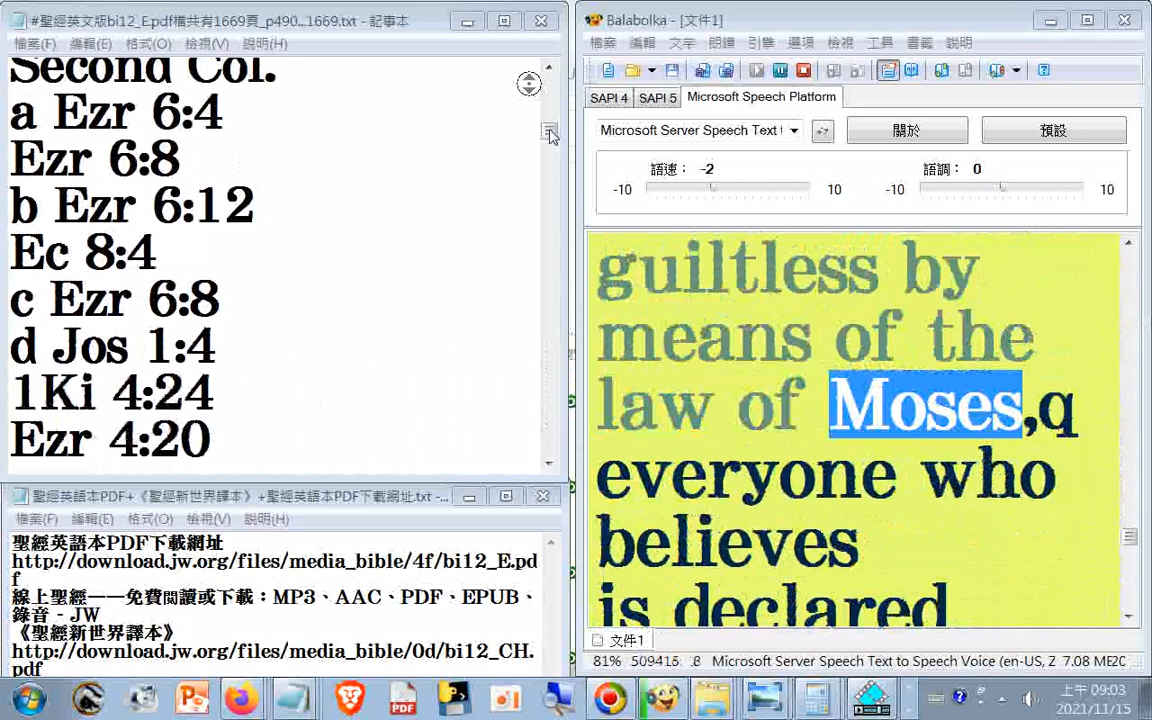 #聖經英文版bi12_E.pdf檔共有1669頁_p490...1669.txt - 記事本
檔案(F) 編輯(E) 格式(O) 檢視(V) 說明(H)
Second Col.
a Ezr 6:4
Ezr 6:8
b Ezr 6:12
Ec 8:4
c Ezr 6:8
d Jos 1:4
1Ki 4:24
Ezr 4:20
聖經英語本PDF+《聖經新世界譯本》+聖經英語本PDF下載網址.txt -...
檔案(F) 編輯(E) 格式(O) 檢視(V) 說明(H)
聖經英語本PDF下載網址
http://download.jw.org/files/media_bible/4f/bi12_E.pd
f
線上聖經——免費閱讀或下載：MP3、AAC、PDF、EPUB、
錄音 - JW
《聖經新世界譯本》
http://download.jw.org/files/media_bible/0d/bi12_CH.
pdf
Balabolka - [文件1]
檔案 編輯 文字 朗讀 引擎 選項 檢視 工具 書籤 說明
SAPI 4 SAPI 5 Microsoft Speech Platform
Microsoft Server Speech Text 關於 預設
語速： -2 語調： 0
-10 10 -10 10
guiltless by
means of the
law of Moses,q
everyone who
believes
is declared
文件1
81% Microsoft Server Speech Text to Speech Voice (en-US, Z 7.08
上午 09:03
2021/11/15